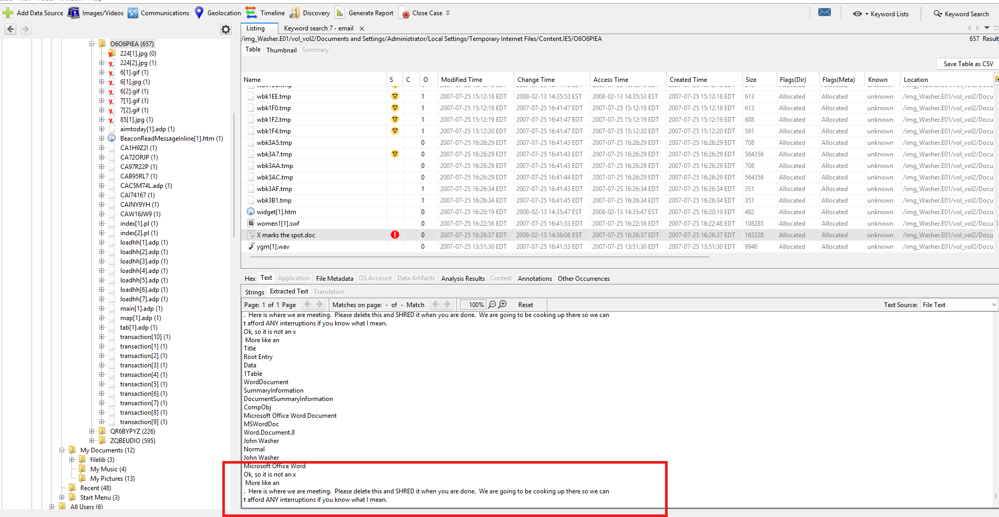 Add Data Source Images/Videos Communications Geolocation Timeline Discovery Generate Report Close Case Keyword Lists Keyword Search
Listing Keyword search 7 - email
/img_Washer.E01/vol_vol2/Documents and Settings/Administrator/Local Settings/Temporary Internet Files/Content.IE5/O6O6PIEA 657 Result
Table Thumbnail Summary
Save Table as CSV
O6O6PIEA (657)
224[1].jpg (0)
224[2].jpg (1)
6[1].gif (1)
6[1].jpg (1)
6[2].gif (1)
7[1].gif (1)
7[2].gif (1)
85[1].jpg (1)
aimtoday[1].adp (1)
BeaconReadMessageInline[1].htm (1)
CA1H9Z2I (1)
CA72ORJP (1)
CA97R22P (1)
CAB95RL7 (1)
CAC5M74L.adp (1)
CAI74167 (1)
CAINY9YH (1)
CAW16JW9 (1)
index[1].pl (1)
index[2].pl (1)
loadhh[1].adp (1)
loadhh[2].adp (1)
loadhh[3].adp (1)
loadhh[4].adp (1)
loadhh[5].adp (1)
loadhh[6].adp (1)
loadhh[7].adp (1)
main[1].adp (1)
map[1].adp (1)
tab[1].adp (1)
transaction[10] (1)
transaction[1] (1)
transaction[2] (1)
transaction[3] (1)
transaction[4] (1)
transaction[5] (1)
transaction[6] (1)
transaction[7] (1)
transaction[8] (1)
transaction[9] (1)
QR6BYPYZ (226)
ZQBEUDIO (595)
My Documents (12)
filelib (3)
My Music (4)
My Pictures (13)
Recent (48)
Start Menu (3)
All Users (6)
Name S C O Modified Time Change Time Access Time Created Time Size Flags(Dir) Flags(Meta) Known Location
wbk1EE.tmp 1 2007-07-25 15:12:18 EDT 2008-02-13 14:35:53 EST 2008-02-13 14:35:53 EST 2007-07-25 15:12:18 EDT 613 Allocated Allocated unknown /img_Washer.E01/vol_vol2/Docu
wbk1F0.tmp 1 2007-07-25 15:12:18 EDT 2007-07-25 16:41:47 EDT 2007-07-25 15:12:18 EDT 2007-07-25 15:12:18 EDT 613 Allocated Allocated unknown /img_Washer.E01/vol_vol2/Docu
wbk1F2.tmp 1 2007-07-25 15:12:19 EDT 2007-07-25 16:41:47 EDT 2007-07-25 15:12:19 EDT 2007-07-25 15:12:19 EDT 608 Allocated Allocated unknown /img_Washer.E01/vol_vol2/Docu
wbk1F4.tmp 1 2007-07-25 15:12:20 EDT 2007-07-25 16:41:47 EDT 2007-07-25 15:12:20 EDT 2007-07-25 15:12:20 EDT 591 Allocated Allocated unknown /img_Washer.E01/vol_vol2/Docu
wbk3A5.tmp 0 2007-07-25 16:26:29 EDT 2007-07-25 16:41:43 EDT 2007-07-25 16:26:29 EDT 2007-07-25 16:26:29 EDT 708 Allocated Allocated unknown /img_Washer.E01/vol_vol2/Docu
wbk3A7.tmp 0 2007-07-25 16:26:29 EDT 2007-07-25 16:41:43 EDT 2007-07-25 16:26:29 EDT 2007-07-25 16:26:29 EDT 564356 Allocated Allocated unknown /img_Washer.E01/vol_vol2/Docu
wbk3AA.tmp 0 2007-07-25 16:26:29 EDT 2007-07-25 16:41:43 EDT 2007-07-25 16:26:29 EDT 2007-07-25 16:26:29 EDT 708 Allocated Allocated unknown /img_Washer.E01/vol_vol2/Docu
wbk3AC.tmp 0 2007-07-25 16:26:29 EDT 2007-07-25 16:41:44 EDT 2007-07-25 16:26:29 EDT 2007-07-25 16:26:29 EDT 564356 Allocated Allocated unknown /img_Washer.E01/vol_vol2/Docu
wbk3AF.tmp 1 2007-07-25 16:26:34 EDT 2007-07-25 16:41:43 EDT 2007-07-25 16:26:34 EDT 2007-07-25 16:26:34 EDT 351 Allocated Allocated unknown /img_Washer.E01/vol_vol2/Docu
wbk3B1.tmp 1 2007-07-25 16:26:34 EDT 2007-07-25 16:41:45 EDT 2007-07-25 16:26:34 EDT 2007-07-25 16:26:34 EDT 351 Allocated Allocated unknown /img_Washer.E01/vol_vol2/Docu
widget[1].htm 0 2007-07-25 16:20:19 EDT 2008-02-13 14:35:47 EST 2008-02-13 14:35:47 EST 2007-07-25 16:20:19 EDT 482 Allocated Allocated unknown /img_Washer.E01/vol_vol2/Docu
women1[1].swf 0 2007-07-25 16:22:56 EDT 2007-07-25 16:41:33 EDT 2007-07-25 16:22:56 EDT 2007-07-25 16:22:48 EDT 108285 Allocated Allocated unknown /img_Washer.E01/vol_vol2/Docu
X marks the spot.doc 0 2007-07-25 16:26:37 EDT 2008-02-13 14:36:08 EST 2007-07-25 16:26:37 EDT 2007-07-25 16:26:37 EDT 163328 Allocated Allocated unknown /img_Washer.E01/vol_vol2/Docu
ygm[1].wav 0 2007-07-25 13:51:30 EDT 2007-07-25 16:41:33 EDT 2007-07-25 13:51:30 EDT 2007-07-25 13:51:30 EDT 9946 Allocated Allocated unknown /img_Washer.E01/vol_vol2/Docu
Hex Text Application File Metadata OS Account Data Artifacts Analysis Results Context Annotations Other Occurrences
Strings Extracted Text Translation
Page: 1 of 1 Page Matches on page: - of - Match 100% Reset Text Source: File Text
. Here is where we are meeting. Please delete this and SHRED it when you are done. We are going to be cooking up there so we can
t afford ANY interruptions if you know what I mean.
Ok, so it is not an x
More like an
Title
Root Entry
Data
1Table
WordDocument
SummaryInformation
DocumentSummaryInformation
CompObj
Microsoft Office Word Document
MSWordDoc
Word.Document.8
John Washer
Normal
John Washer
Microsoft Office Word
Ok, so it is not an x
More like an
. Here is where we are meeting. Please delete this and SHRED it when you are done. We are going to be cooking up there so we can
t afford ANY interruptions if you know what I mean.